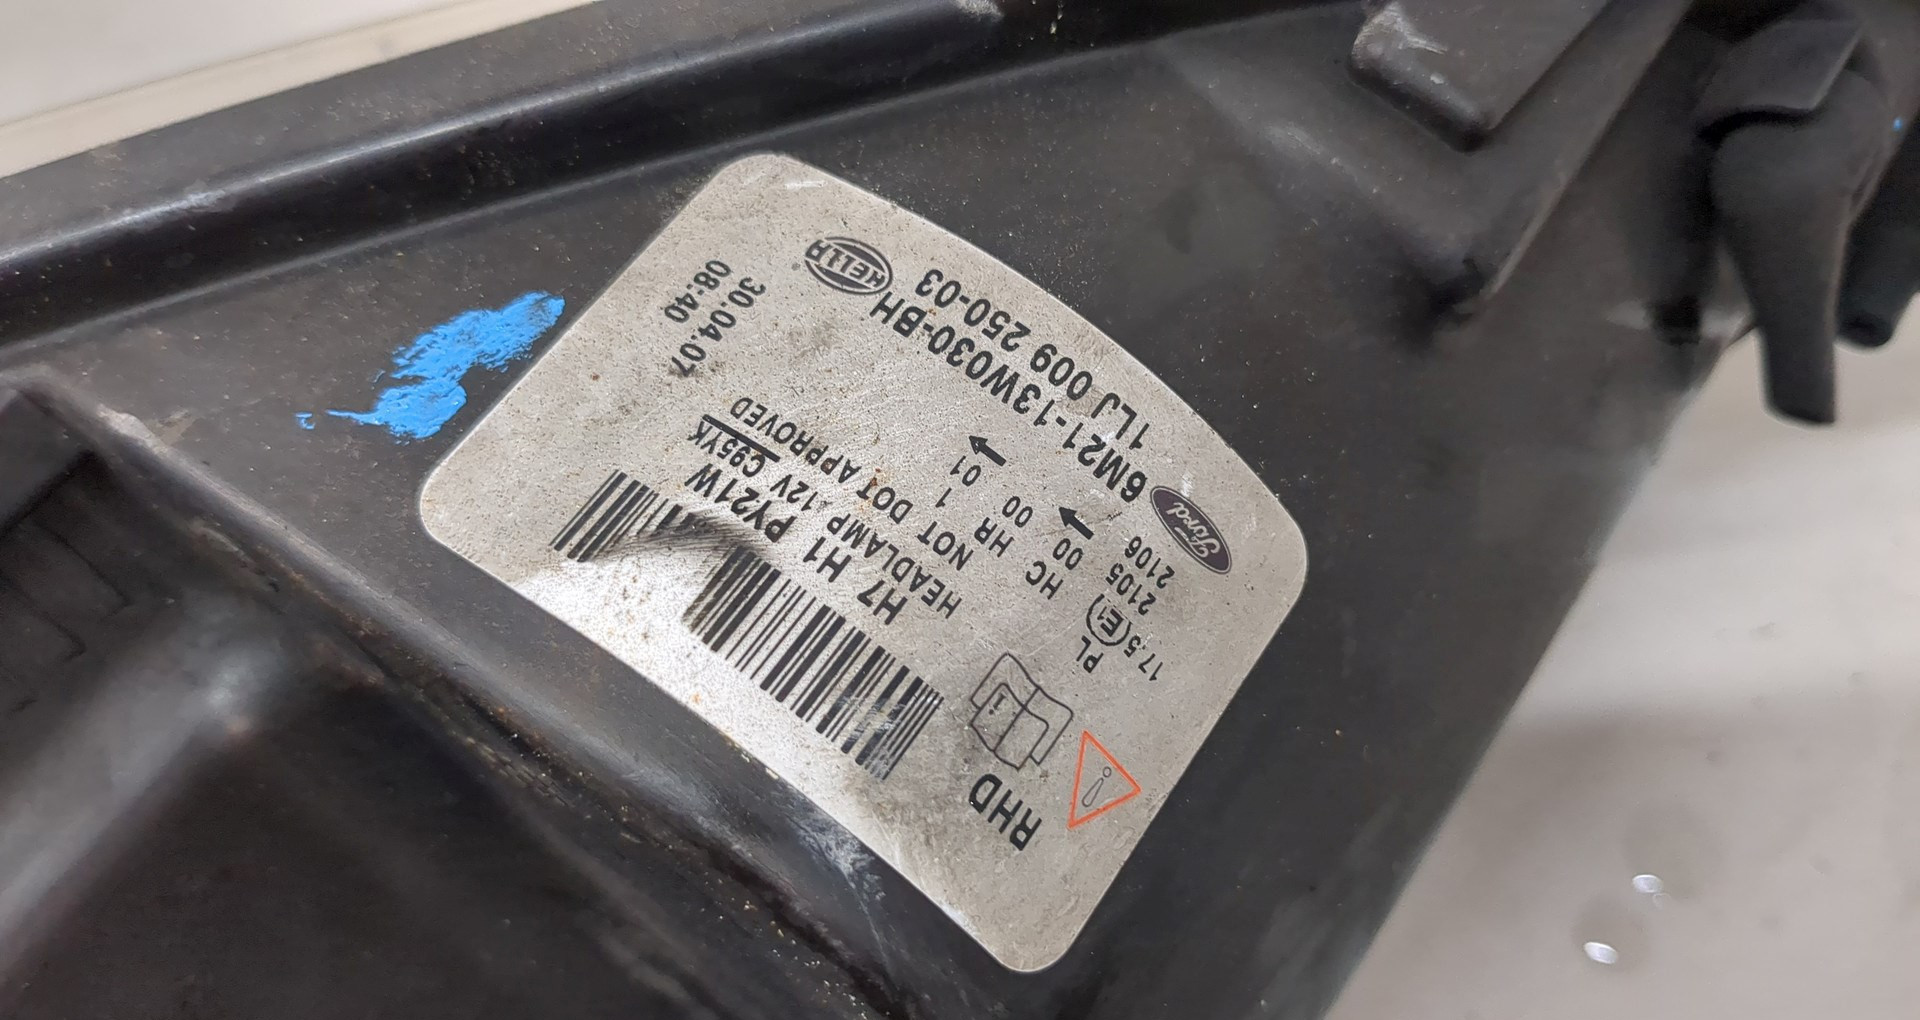 Ford 6M21-13W030-BH HELLA
1LJ 009 250-03
2105 00 00 01
2106
17.5 E1
PL HC HR 1
HEADLAMP 12V C95YK
NOT DOT APPROVED
H7 H1 PY21W
30.04.07
08:40
i
RHD